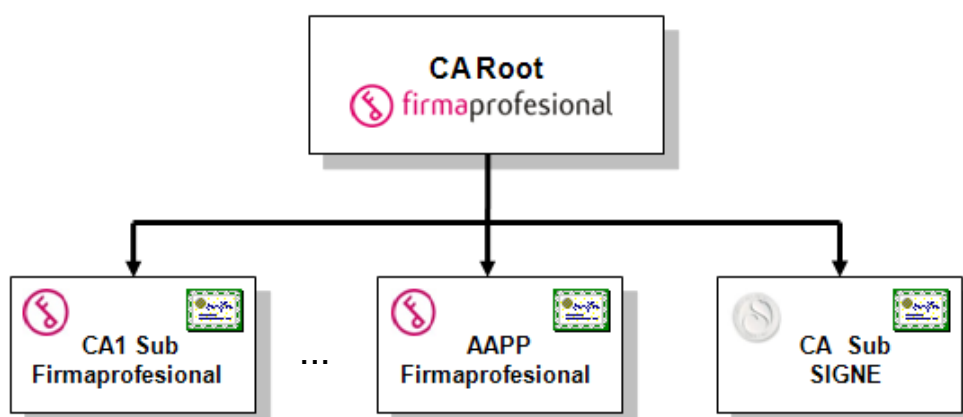 CA Root
firmaprofesional
CA1 Sub
Firmaprofesional
...
AAPP
Firmaprofesional
CA Sub
SIGNE